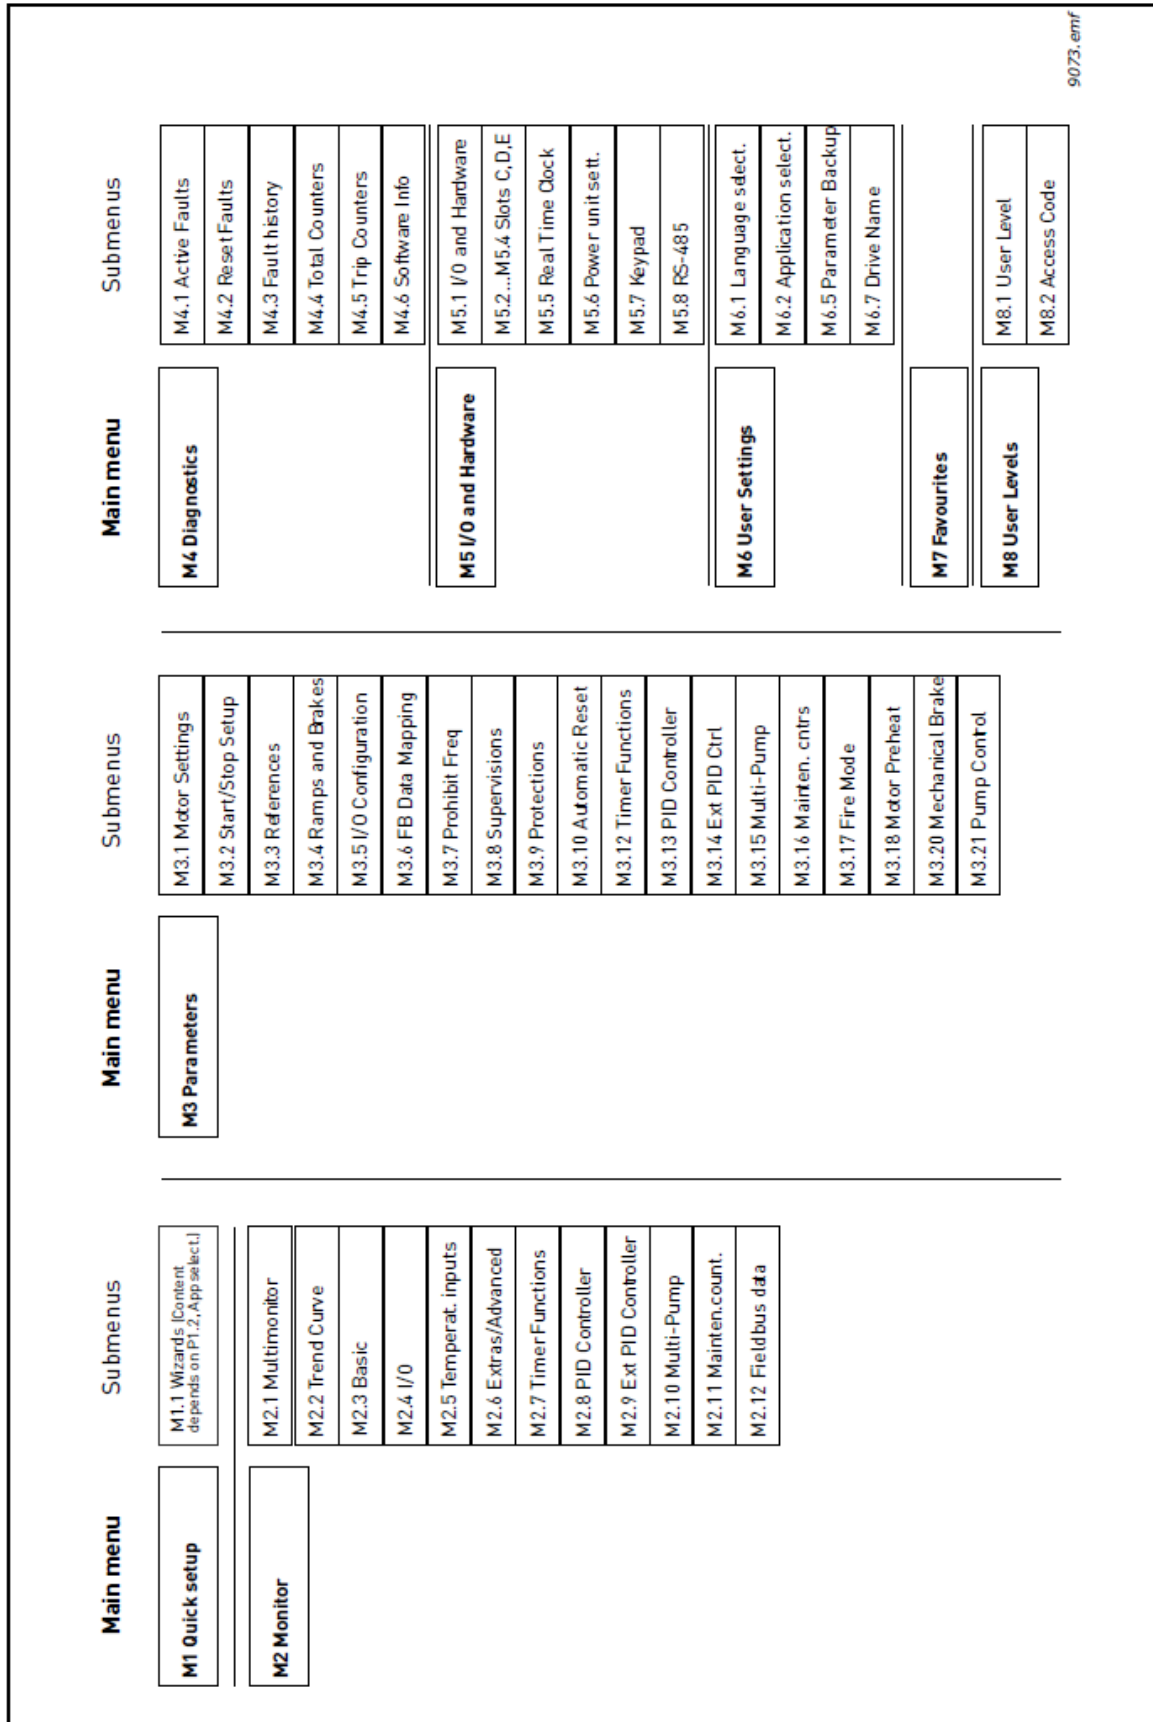 Main menu
Submenus
M1 Quick setup
M1.1 Wizards (Content
depends on P1.2, App select.)
M2 Monitor
M2.1 Multimonitor
M2.2 Trend Curve
M2.3 Basic
M2.4 I/O
M2.5 Temperat. inputs
M2.6 Extras/Advanced
M2.7 Timer Functions
M2.8 PID Controller
M2.9 Ext PID Controller
M2.10 Multi-Pump
M2.11 Mainten.count.
M2.12 Fieldbus data
Main menu
Submenus
M3 Parameters
M3.1 Motor Settings
M3.2 Start/Stop Setup
M3.3 References
M3.4 Ramps and Brakes
M3.5 I/O Configuration
M3.6 FB Data Mapping
M3.7 Prohibit Freq
M3.8 Supervisions
M3.9 Protections
M3.10 Automatic Reset
M3.12 Timer Functions
M3.13 PID Controller
M3.14 Ext PID Ctrl
M3.15 Multi-Pump
M3.16 Mainten. cntrs
M3.17 Fire Mode
M3.18 Motor Preheat
M3.20 Mechanical Brake
M3.21 Pump Control
Main menu
Submenus
M4 Diagnostics
M4.1 Active Faults
M4.2 Reset Faults
M4.3 Fault history
M4.4 Total Counters
M4.5 Trip Counters
M4.6 Software Info
M5 I/O and Hardware
M5.1 I/O and Hardware
M5.2...M5.4 Slots C,D,E
M5.5 Real Time Clock
M5.6 Power unit sett.
M5.7 Keypad
M5.8 RS-485
M6 User Settings
M6.1 Language select.
M6.2 Application select.
M6.5 Parameter Backup
M6.7 Drive Name
M7 Favourites
M8 User Levels
M8.1 User Level
M8.2 Access Code
9073.emf